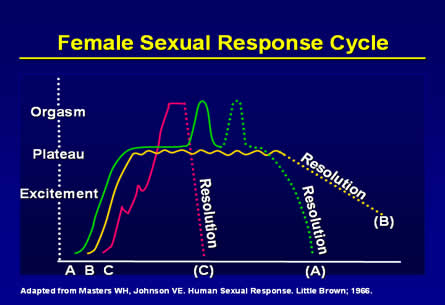 Female Sexual Response Cycle
Orgasm
Plateau
Excitement
Resolution
Resolution
Resolution
(B)
A B C
(C)
(A)
Adapted from Masters WH, Johnson VE. Human Sexual Response. Little Brown; 1966.